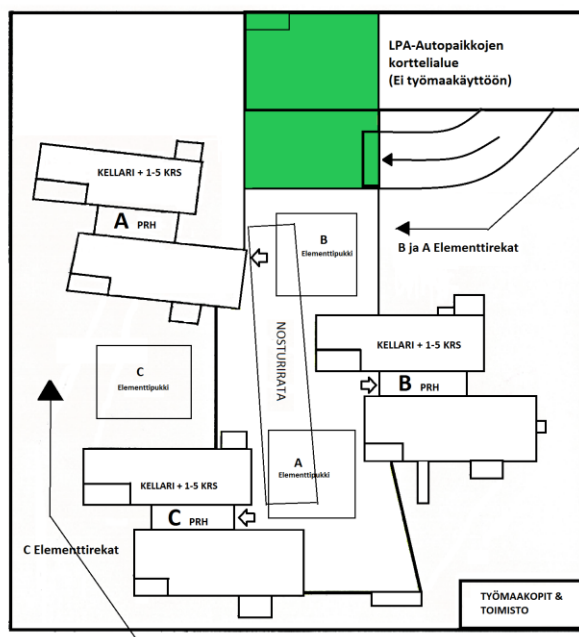 LPA-Autopaikkojen
korttelialue
(Ei työmaakäyttöön)
KELLARI + 1-5 KRS
A PRH
B
Elementtipukki
B ja A Elementtirekat
NOSTURIRATA
KELLARI + 1-5 KRS
B PRH
C
Elementtipukki
A
Elementtipukki
KELLARI + 1-5 KRS
C PRH
C Elementtirekat
TYÖMAAKOPIT &
TOIMISTO